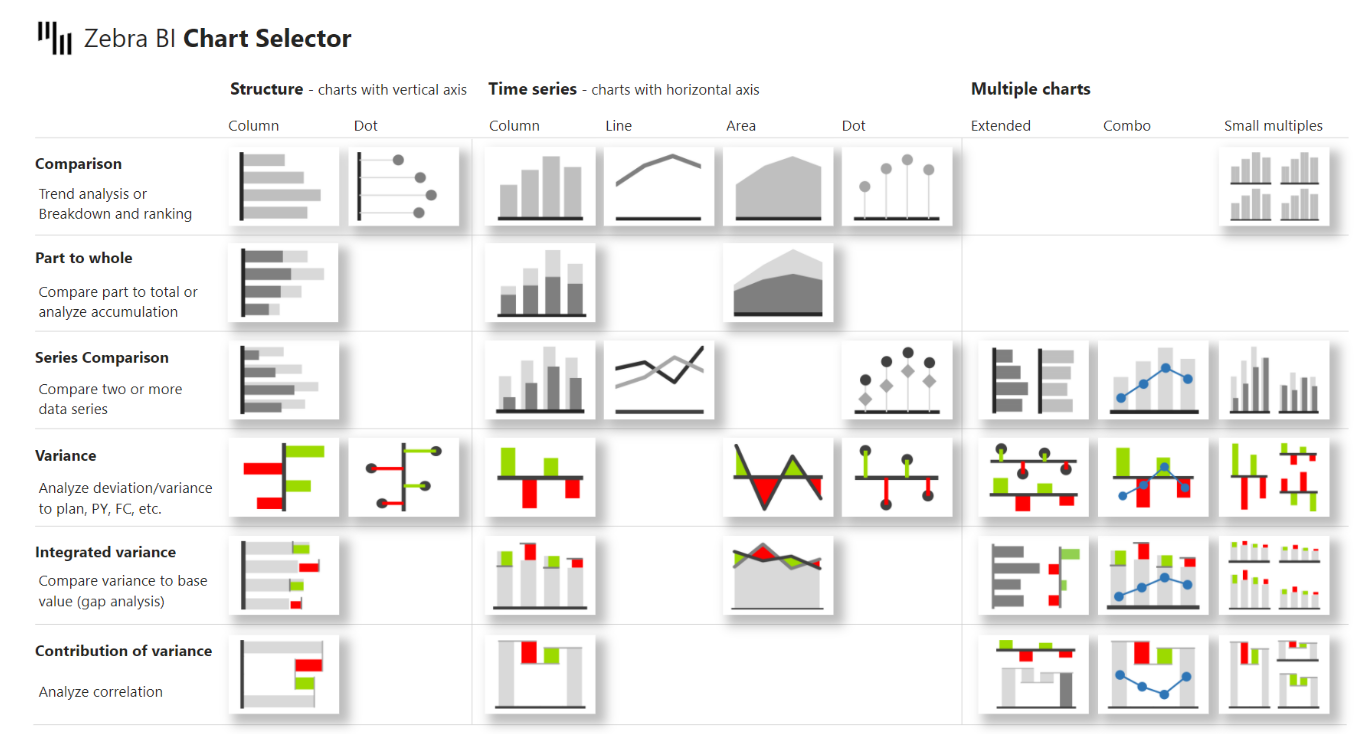 Zebra BI Chart Selector
Structure - charts with vertical axis
Time series - charts with horizontal axis
Multiple charts
Column
Dot
Column
Line
Area
Dot
Extended
Combo
Small multiples
Comparison
Trend analysis or
Breakdown and ranking
Part to whole
Compare part to total or
analyze accumulation
Series Comparison
Compare two or more
data series
Variance
Analyze deviation/variance
to plan, PY, FC, etc.
Integrated variance
Compare variance to base
value (gap analysis)
Contribution of variance
Analyze correlation